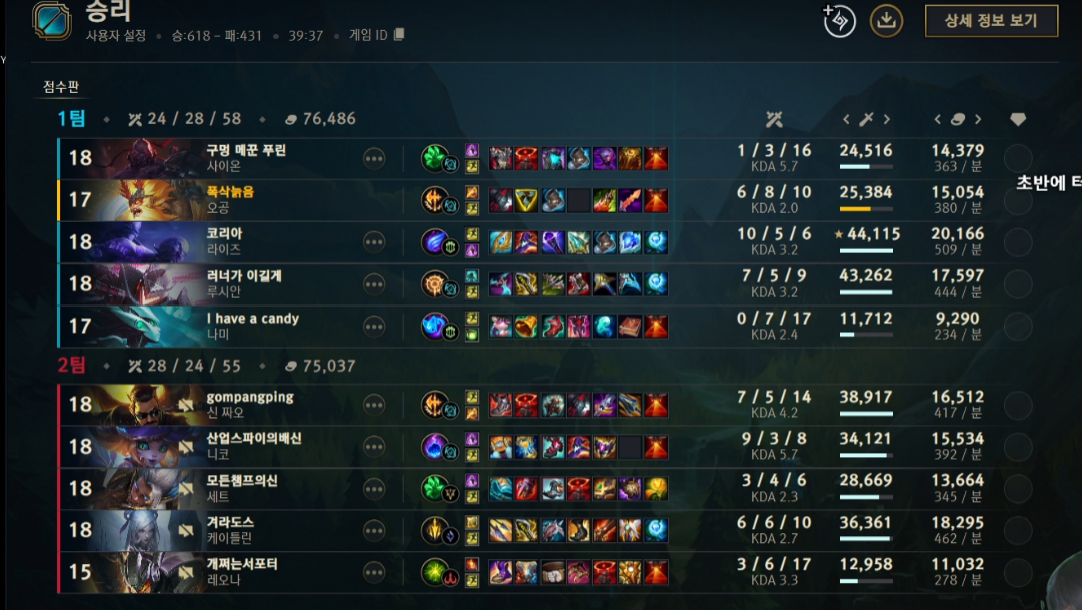 승리
사용자 설정 • 승:618 - 패:431 • 39:37 • 게임 ID
상세 정보 보기
Y
점수판
1팀 • 24 / 28 / 58 • 76,486
18 구멍 메꾼 푸린 1 / 3 / 16 24,516 14,379
사이온 KDA 5.7 363 / 분
초반에 터
17 폭삭늙음 6 / 8 / 10 25,384 15,054
오공 KDA 2.0 380 / 분
18 코리아 10 / 5 / 6 ★ 44,115 20,166
라이즈 KDA 3.2 509 / 분
18 러너가 이길게 7 / 5 / 9 43,262 17,597
루시안 KDA 3.2 444 / 분
17 I have a candy 0 / 7 / 17 11,712 9,290
나미 KDA 2.4 234 / 분
2팀 • 28 / 24 / 55 • 75,037
18 gompangping 7 / 5 / 14 38,917 16,512
신 짜오 KDA 4.2 417 / 분
18 산업스파이의배신 9 / 3 / 8 34,121 15,534
니코 KDA 5.7 392 / 분
18 모든챔프의신 3 / 4 / 6 28,669 13,664
세트 KDA 2.3 345 / 분
18 겨라도스 6 / 6 / 10 36,361 18,295
케이틀린 KDA 2.7 462 / 분
15 개쩌는서포터 3 / 6 / 17 12,958 11,032
레오나 KDA 3.3 278 / 분